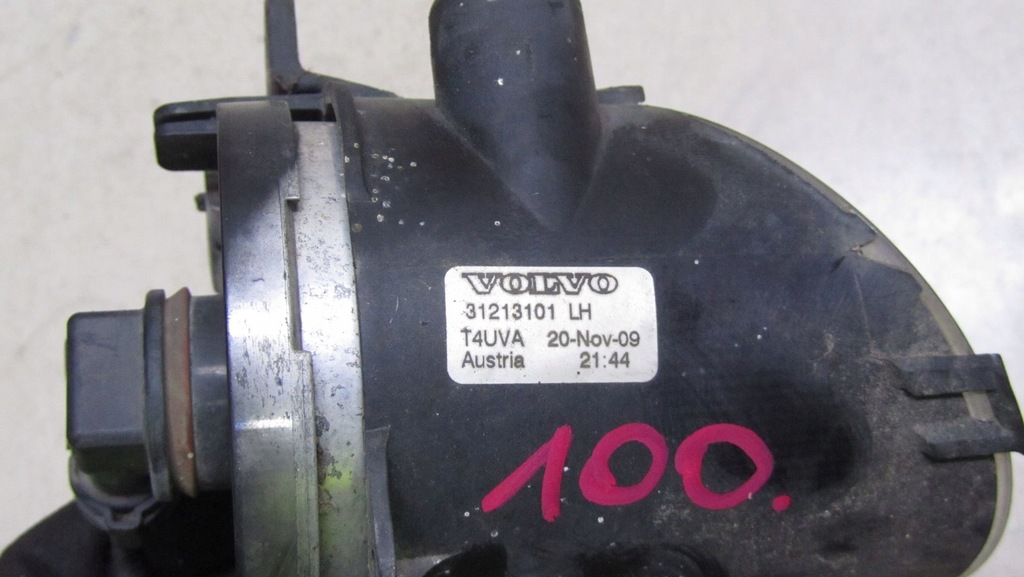 VOLVO
31213101 LH
T4UVA 20-Nov-09
Austria 21:44
100.